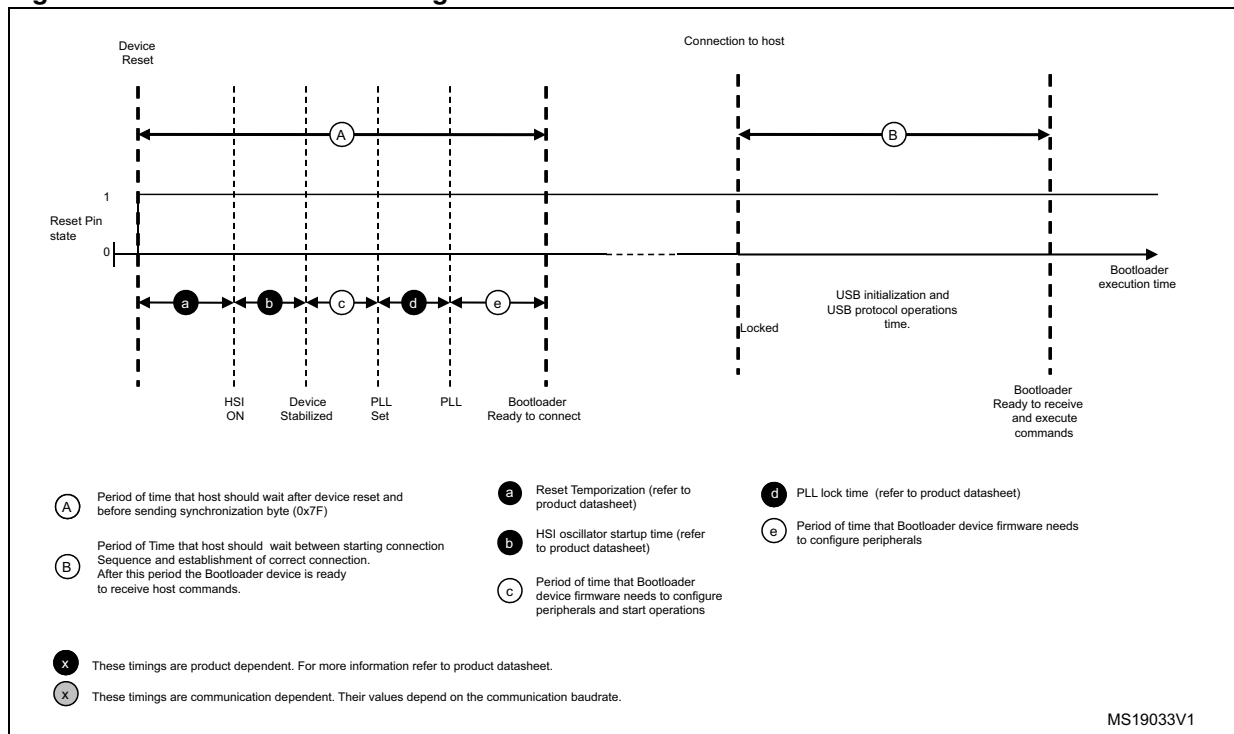 Device
Reset
Connection to host
A
B
1
Reset Pin
state
0
Bootloader
execution time
a
b
c
d
e
USB initialization and
USB protocol operations
time.
Locked
HSI
ON
Device
Stabilized
PLL
Set
PLL
Bootloader
Ready to connect
Bootloader
Ready to receive
and execute
commands
A
Period of time that host should wait after device reset and
before sending synchronization byte (0x7F)
B
Period of Time that host should wait between starting connection
Sequence and establishment of correct connection.
After this period the Bootloader device is ready
to receive host commands.
a
Reset Temporization (refer to
product datasheet)
b
HSI oscillator startup time (refer
to product datasheet)
c
Period of time that Bootloader
device firmware needs to configure
peripherals and start operations
d
PLL lock time (refer to product datasheet)
e
Period of time that Bootloader device firmware needs
to configure peripherals
x
These timings are product dependent. For more information refer to product datasheet.
x
These timings are communication dependent. Their values depend on the communication baudrate.
MS19033V1